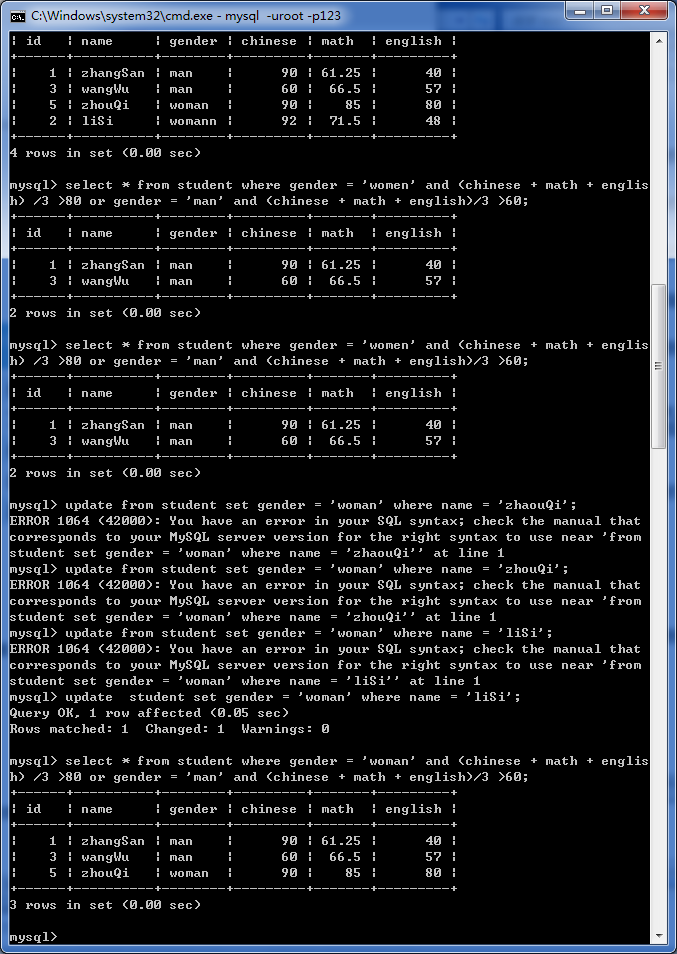 C:\Windows\system32\cmd.exe - mysql  -uroot -p123
| id   | name     | gender | chinese | math  | english |
+------+----------+--------+---------+-------+---------+
|    1 | zhangSan | man    |      90 | 61.25 |      40 |
|    3 | wangWu   | man    |      60 |  66.5 |      57 |
|    5 | zhouQi   | woman  |      90 |    85 |      80 |
|    2 | liSi     | womann |      92 |  71.5 |      48 |
+------+----------+--------+---------+-------+---------+
4 rows in set (0.00 sec)
mysql> select * from student where gender = 'women' and (chinese + math + englis
h) /3 >80 or gender = 'man' and (chinese + math + english)/3 >60;
+------+----------+--------+---------+-------+---------+
| id   | name     | gender | chinese | math  | english |
+------+----------+--------+---------+-------+---------+
|    1 | zhangSan | man    |      90 | 61.25 |      40 |
|    3 | wangWu   | man    |      60 |  66.5 |      57 |
+------+----------+--------+---------+-------+---------+
2 rows in set (0.00 sec)
mysql> select * from student where gender = 'women' and (chinese + math + englis
h) /3 >80 or gender = 'man' and (chinese + math + english)/3 >60;
+------+----------+--------+---------+-------+---------+
| id   | name     | gender | chinese | math  | english |
+------+----------+--------+---------+-------+---------+
|    1 | zhangSan | man    |      90 | 61.25 |      40 |
|    3 | wangWu   | man    |      60 |  66.5 |      57 |
+------+----------+--------+---------+-------+---------+
2 rows in set (0.00 sec)
mysql> update from student set gender = 'woman' where name = 'zhaouQi';
ERROR 1064 (42000): You have an error in your SQL syntax; check the manual that
corresponds to your MySQL server version for the right syntax to use near 'from
student set gender = 'woman' where name = 'zhaouQi'' at line 1
mysql> update from student set gender = 'woman' where name = 'zhouQi';
ERROR 1064 (42000): You have an error in your SQL syntax; check the manual that
corresponds to your MySQL server version for the right syntax to use near 'from
student set gender = 'woman' where name = 'zhouQi'' at line 1
mysql> update from student set gender = 'woman' where name = 'liSi';
ERROR 1064 (42000): You have an error in your SQL syntax; check the manual that
corresponds to your MySQL server version for the right syntax to use near 'from
student set gender = 'woman' where name = 'liSi'' at line 1
mysql> update  student set gender = 'woman' where name = 'liSi';
Query OK, 1 row affected (0.05 sec)
Rows matched: 1  Changed: 1  Warnings: 0
mysql> select * from student where gender = 'woman' and (chinese + math + englis
h) /3 >80 or gender = 'man' and (chinese + math + english)/3 >60;
+------+----------+--------+---------+-------+---------+
| id   | name     | gender | chinese | math  | english |
+------+----------+--------+---------+-------+---------+
|    1 | zhangSan | man    |      90 | 61.25 |      40 |
|    3 | wangWu   | man    |      60 |  66.5 |      57 |
|    5 | zhouQi   | woman  |      90 |    85 |      80 |
+------+----------+--------+---------+-------+---------+
3 rows in set (0.00 sec)
mysql>